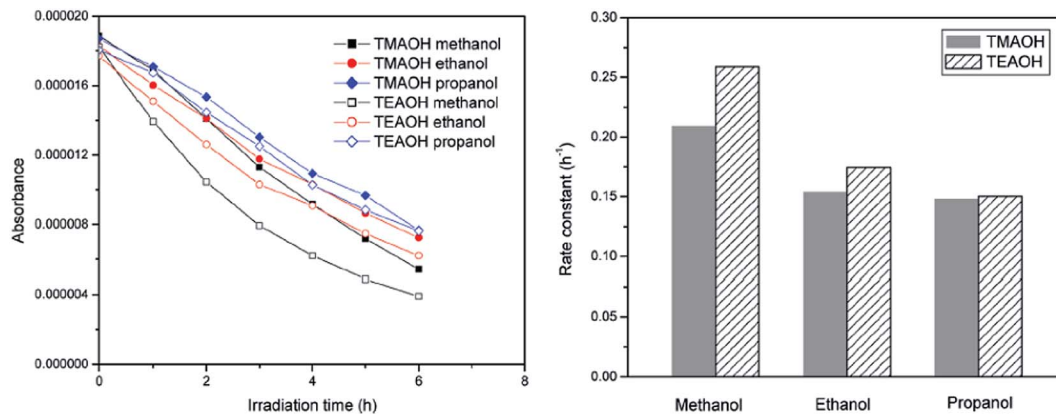 0.000020
0.000016
0.000012
0.000008
0.000004
0.000000
Absorbance
TMAOH methanol
TMAOH ethanol
TMAOH propanol
TEAOH methanol
TEAOH ethanol
TEAOH propanol
0 2 4 6 8
Irradiation time (h)
0.30
0.25
0.20
0.15
0.10
0.05
0.00
Rate constant (h-1)
TMAOH
TEAOH
Methanol Ethanol Propanol